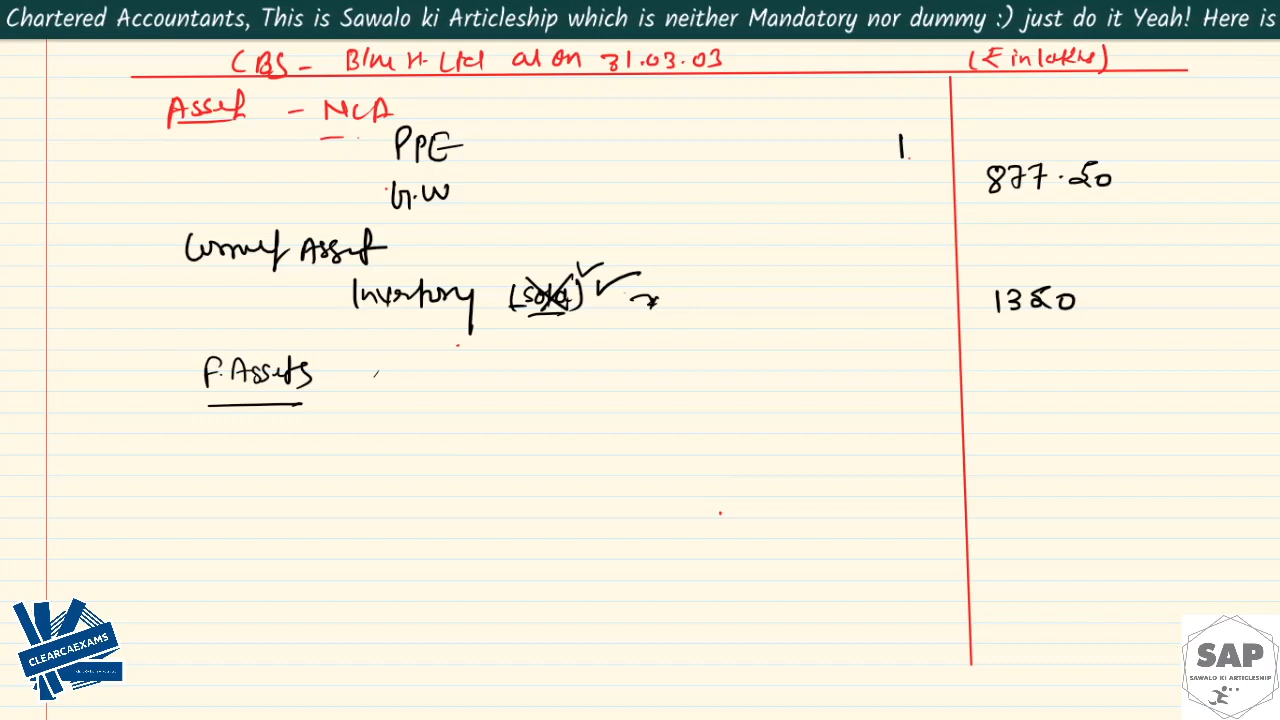 Chartered Accountants, This is Sawalo ki Articleship which is neither Mandatory nor dummy :) just do it Yeah! Here is
CBS - Blue H. Ltd as on 31.03.03 (₹ in lakhs)
Asset - NCA
PPE 1
G.W 877.50
Current Asset
Inventory 1350
F. Assets
CLEARCAEXAMS
SAP
SAWALO KI ARTICLESHIP